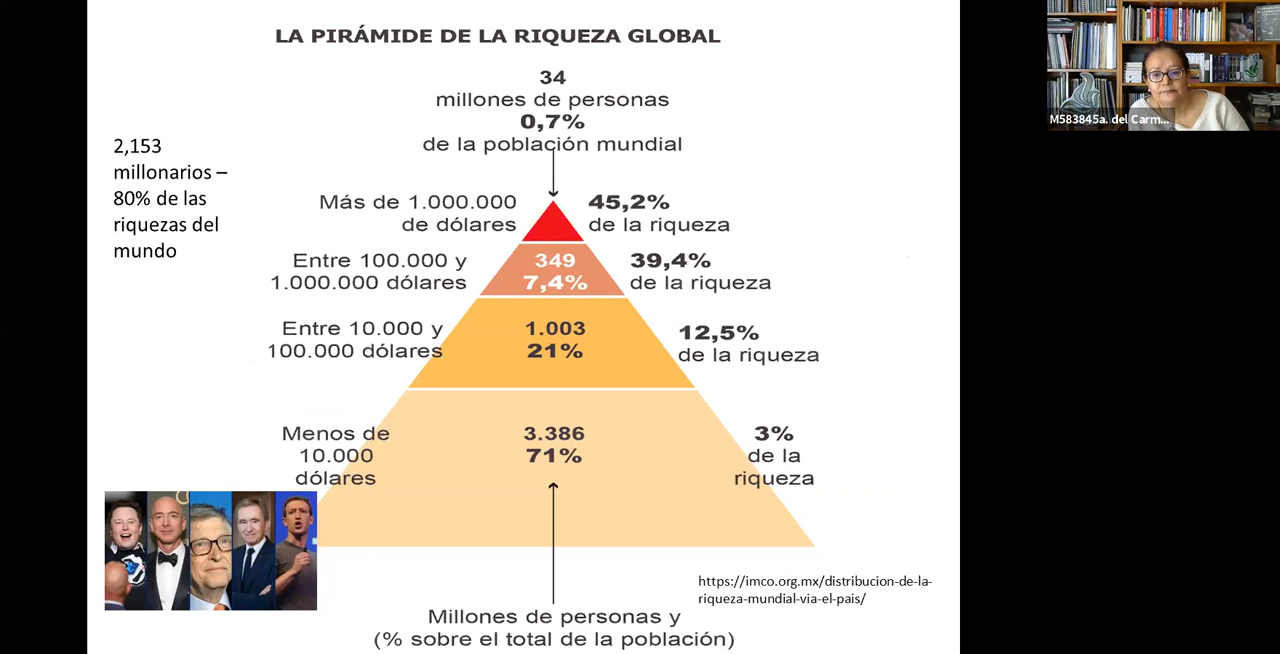 LA PIRÁMIDE DE LA RIQUEZA GLOBAL
34
millones de personas
0,7%
de la población mundial
2,153
millonarios –
80% de las
riquezas del
mundo
Más de 1.000.000
de dólares
45,2%
de la riqueza
Entre 100.000 y
1.000.000 dólares
349
7,4%
39,4%
de la riqueza
Entre 10.000 y
100.000 dólares
1.003
21%
12,5%
de la riqueza
Menos de
10.000
dólares
3.386
71%
3%
de la
riqueza
https://imco.org.mx/distribucion-de-la-
riqueza-mundial-via-el-pais/
Millones de personas y
(% sobre el total de la población)
M583845a. del Carm...